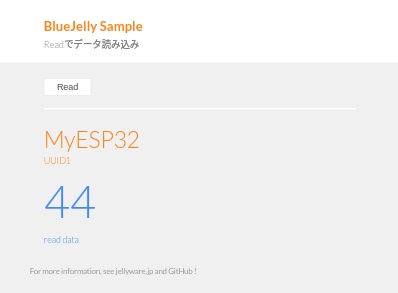 BlueJelly Sample
Readでデータ読み込み
Read
MyESP32
UUID1
44
read data
For more information, see jellyware.jp and GitHub !